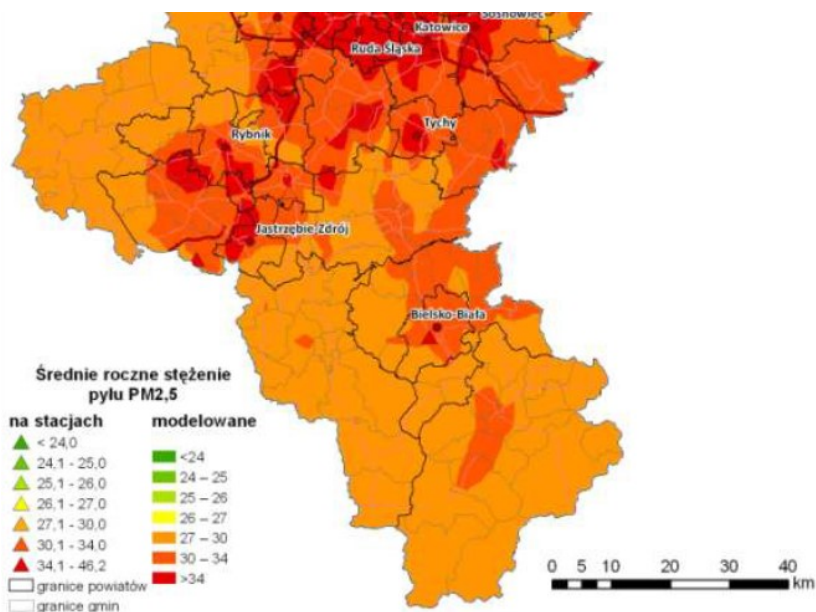 Sosnowiec
Katowice
Ruda Śląska
Tychy
Rybnik
Jastrzębie-Zdrój
Bielsko-Biała
Średnie roczne stężenie
pyłu PM2,5
na stacjach modelowane
< 24,0 <24
24,1 - 25,0 24 – 25
25,1 - 26,0 25 – 26
26,1 - 27,0 26 – 27
27,1 - 30,0 27 – 30
30,1 - 34,0 30 – 34
34,1 - 46,2 >34
granice powiatów
granice gmin
0 5 10 20 30 40
km